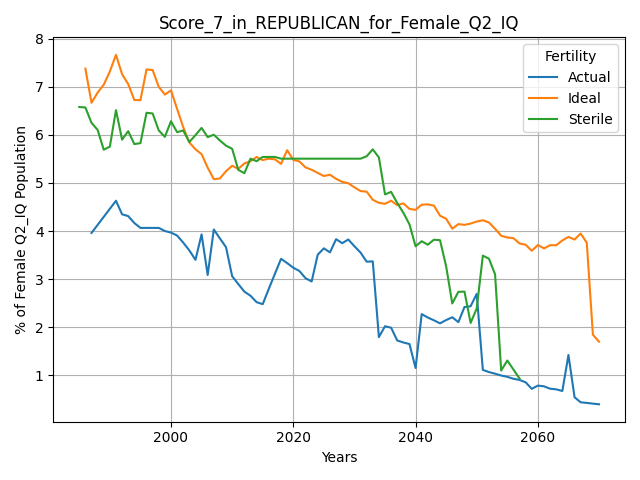 Score_7_in_REPUBLICAN_for_Female_Q2_IQ
% of Female Q2_IQ Population
8
7
6
5
4
3
2
1
Fertility
Actual
Ideal
Sterile
2000 2020 2040 2060
Years